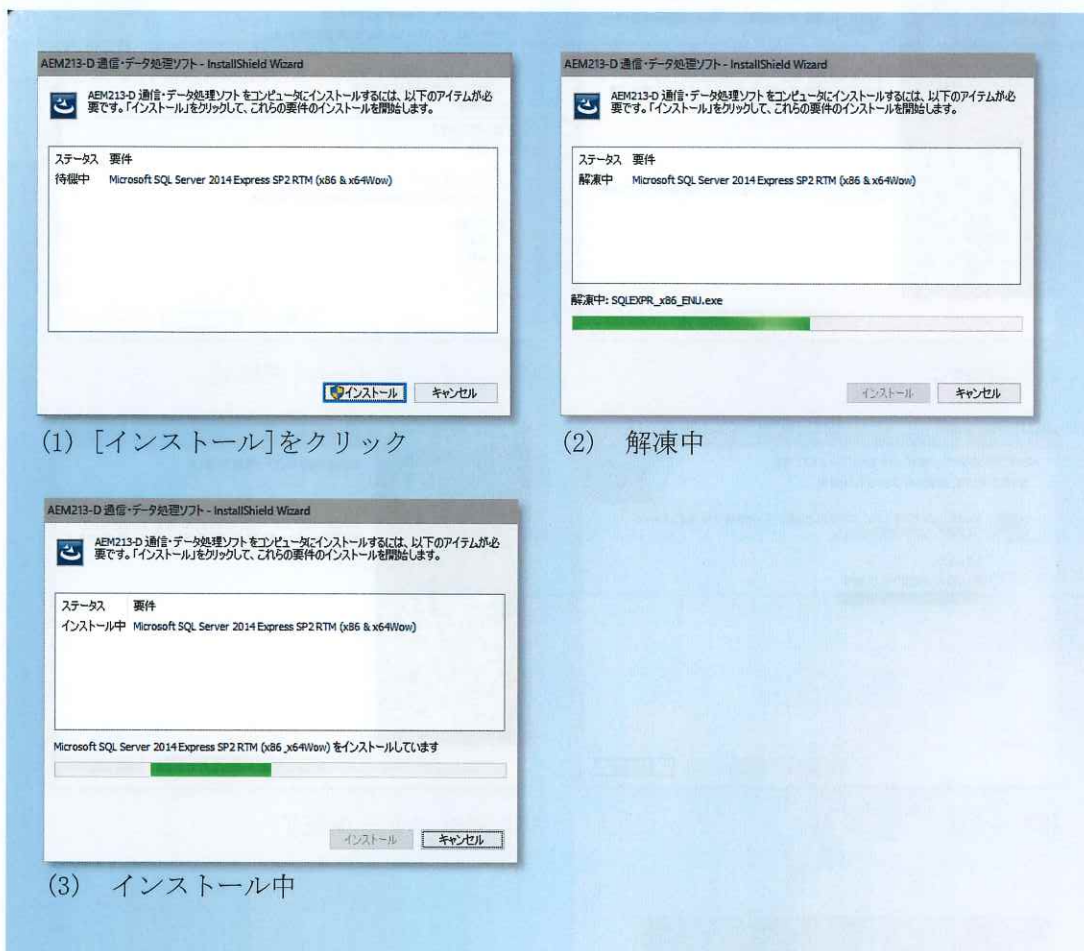 AEM213-D 通信・データ処理ソフト - InstallShield Wizard
AEM213-D 通信・データ処理ソフト をコンピュータにインストールするには、以下のアイテムが必
要です。「インストール」をクリックして、これらの要件のインストールを開始します。
ステータス 要件
待機中 Microsoft SQL Server 2014 Express SP2 RTM (x86 & x64Wow)
インストール キャンセル
(1) [インストール]をクリック
AEM213-D 通信・データ処理ソフト - InstallShield Wizard
AEM213-D 通信・データ処理ソフト をコンピュータにインストールするには、以下のアイテムが必
要です。「インストール」をクリックして、これらの要件のインストールを開始します。
ステータス 要件
解凍中 Microsoft SQL Server 2014 Express SP2 RTM (x86 & x64Wow)
解凍中: SQLEXPR_x86_ENU.exe
インストール キャンセル
(2) 解凍中
AEM213-D 通信・データ処理ソフト - InstallShield Wizard
AEM213-D 通信・データ処理ソフト をコンピュータにインストールするには、以下のアイテムが必
要です。「インストール」をクリックして、これらの要件のインストールを開始します。
ステータス 要件
インストール中 Microsoft SQL Server 2014 Express SP2 RTM (x86 & x64Wow)
Microsoft SQL Server 2014 Express SP2 RTM (x86 _x64Wow) をインストールしています
インストール キャンセル
(3) インストール中